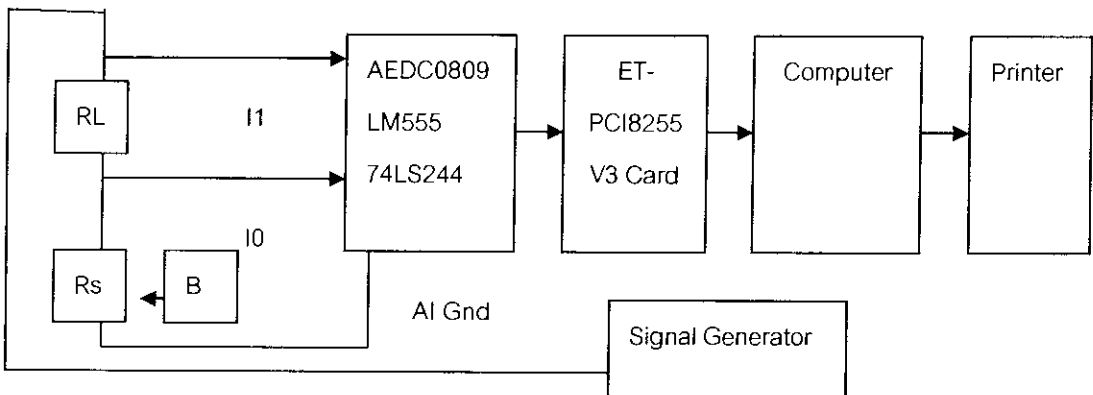 RL
I1
I0
Rs
B
AEDC0809
LM555
74LS244
AI Gnd
ET-
PCI8255
V3 Card
Computer
Printer
Signal Generator